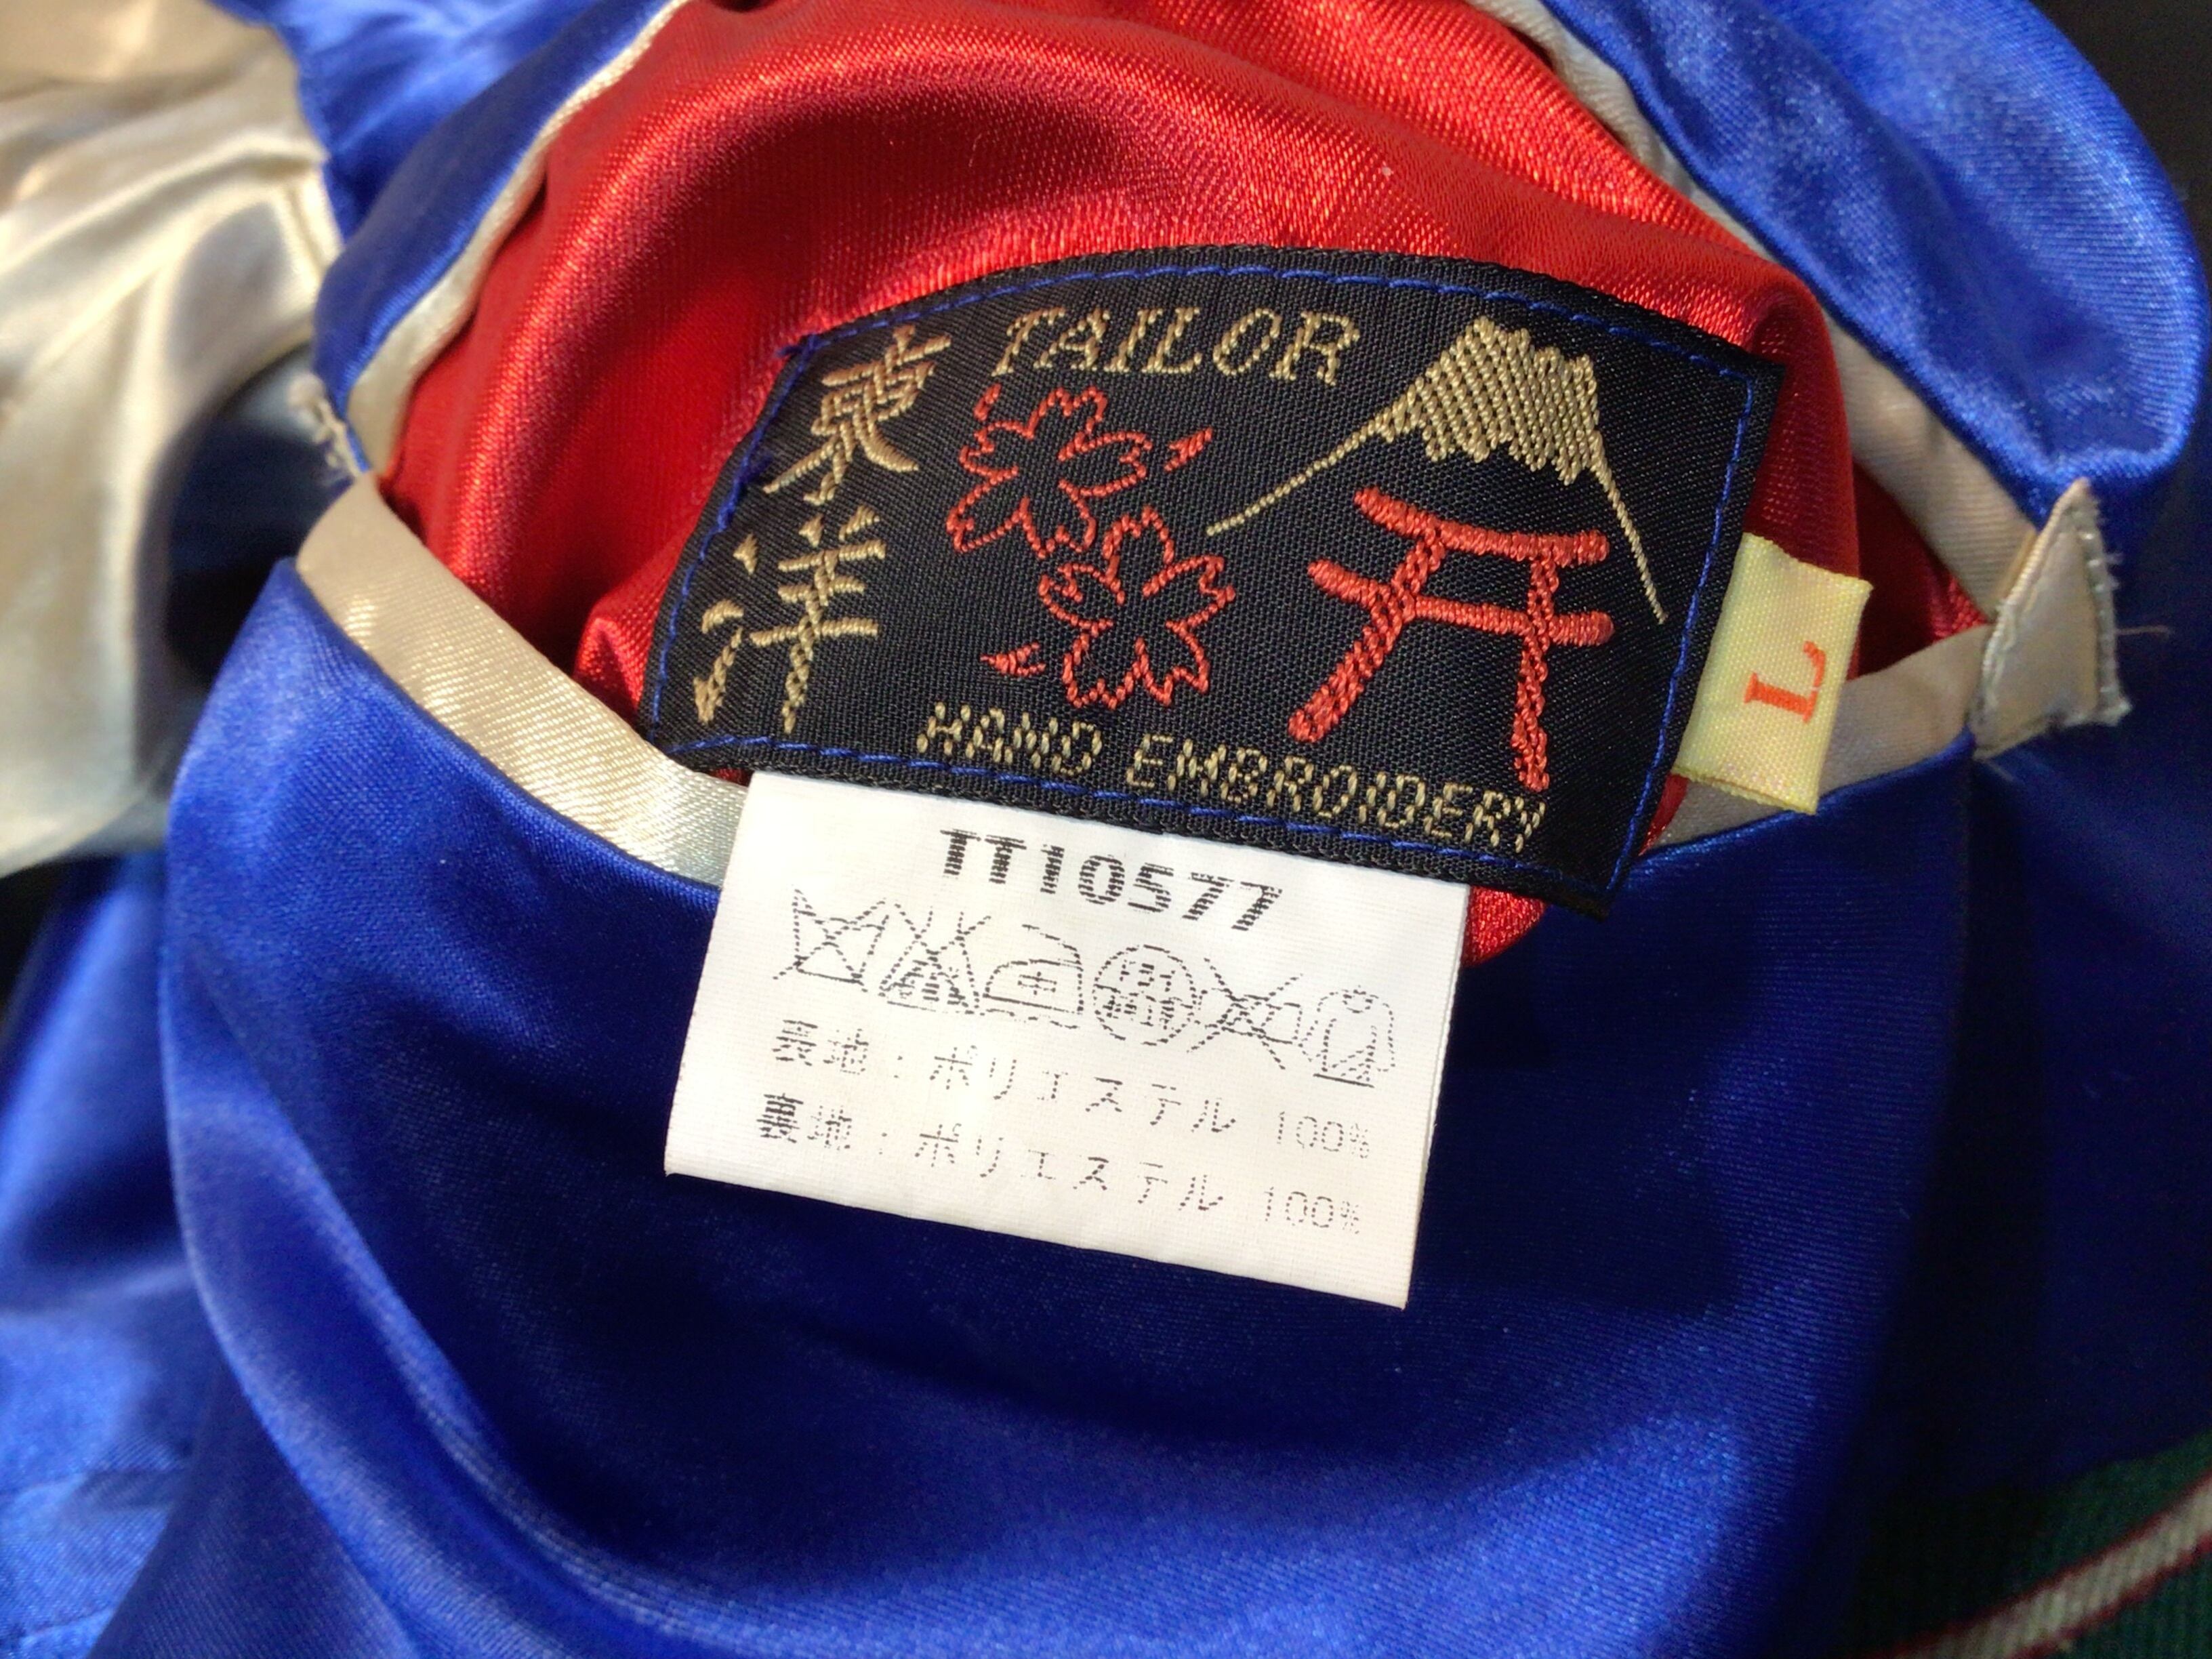 TAILOR
東洋
HAND EMBROIDERY
L
TT10577
中
表地：ポリエステル 100%
裏地：ポリエステル 100%